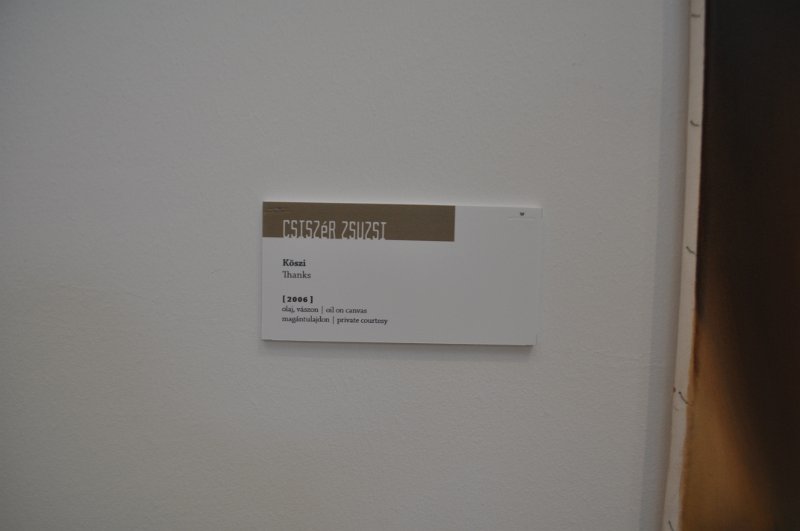 CSISZéR ZSUZSI
Köszi
Thanks
[ 2006 ]
olaj, vászon | oil on canvas
magántulajdon | private courtesy